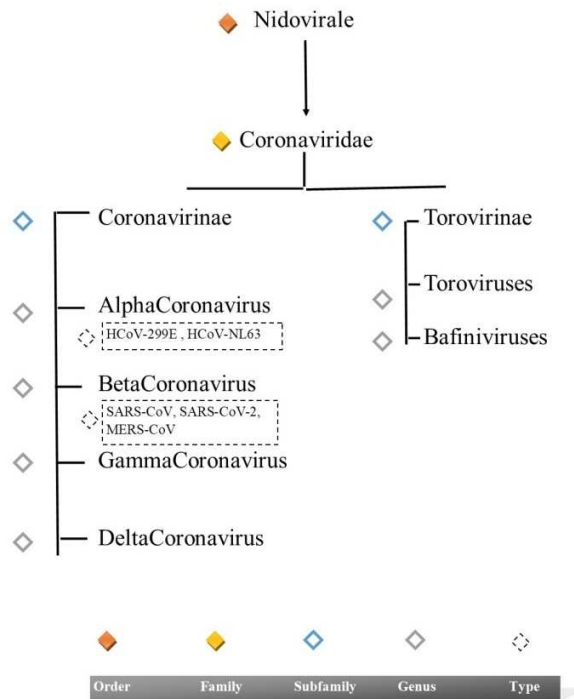 Nidovirale
Coronaviridae
Coronavirinae
Torovirinae
AlphaCoronavirus
Toroviruses
HCoV-299E , HCoV-NL63
Bafiniviruses
BetaCoronavirus
SARS-CoV, SARS-CoV-2,
MERS-CoV
GammaCoronavirus
DeltaCoronavirus
Order Family Subfamily Genus Type